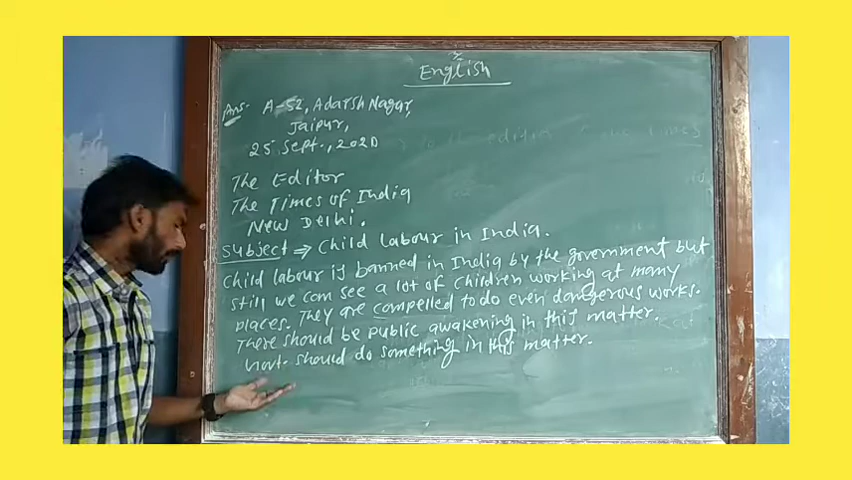 English
Ans. A-52, Adarsh Nagar,
Jaipur,
25 Sept., 2020
The Editor
The Times of India
New Delhi.
Subject ⇒ Child labour in India.
Child labour is banned in India by the government but
still we can see a lot of children working at many
places. They are compelled to do even dangerous works.
There should be public awakening in this matter.
Govt. should do something in this matter.